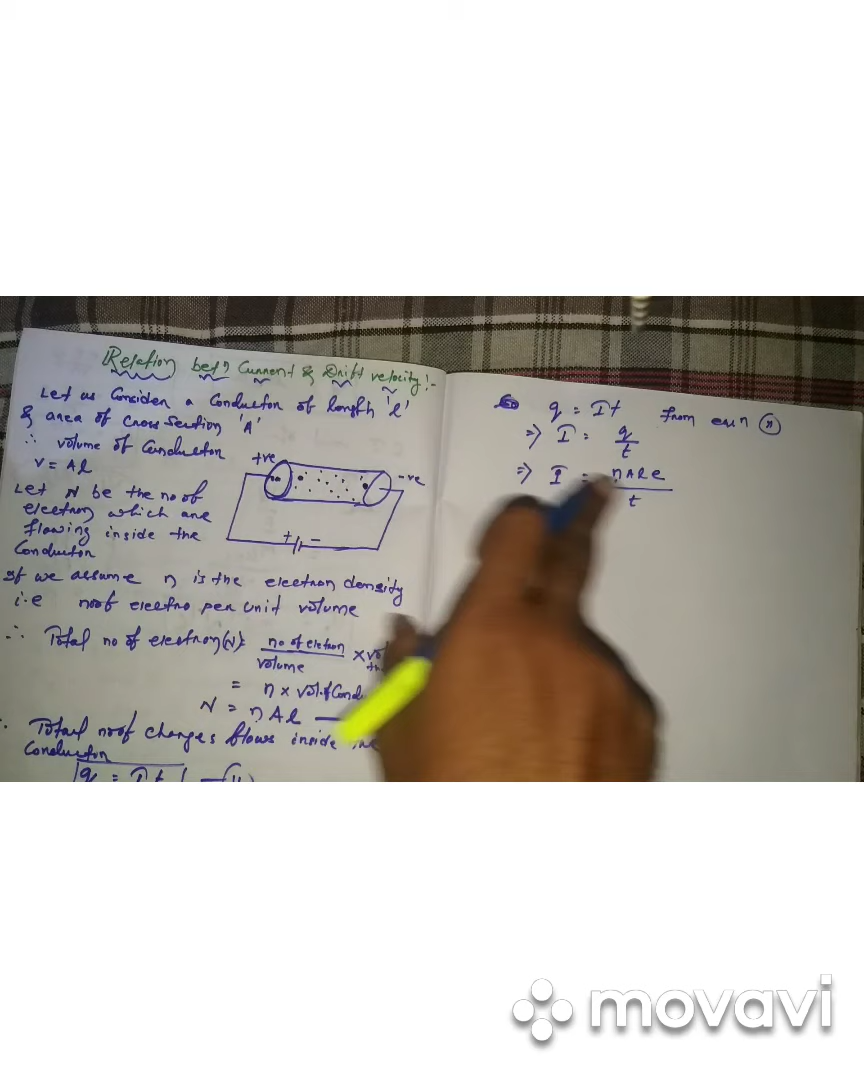 Relation betn Current & Drift velocity :-
Let us Consider a Conductor of length 'l'
& area of cross section 'A'
∴ volume of Conductor
V = Al
+ve
-ve
+ -
Let N be the no of
electron which are
flowing inside the
Conductor
If we assume n is the electron density
i.e no of electro per unit volume
∴ Total no of electron(N) = no of eletron / volume ×
= n × vol. of Cond
N = nAl
Total no of charges flows inside
Conductor
q = It
q = It from eqn
⇒ I = q/t
⇒ I = nAle/t
movavi